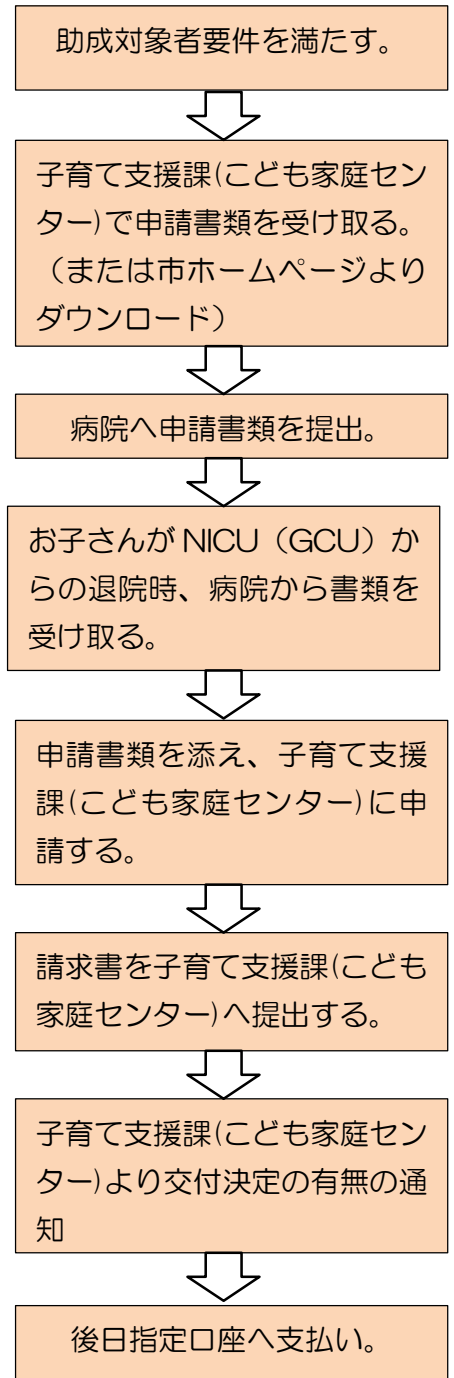 助成対象者要件を満たす。
子育て支援課(こども家庭セン
ター)で申請書類を受け取る。
（または市ホームページより
ダウンロード）
病院へ申請書類を提出。
お子さんが NICU（GCU）か
らの退院時、病院から書類を
受け取る。
申請書類を添え、子育て支援
課(こども家庭センター)に申
請する。
請求書を子育て支援課(こども
家庭センター)へ提出する。
子育て支援課(こども家庭セン
ター)より交付決定の有無の通
知
後日指定口座へ支払い。